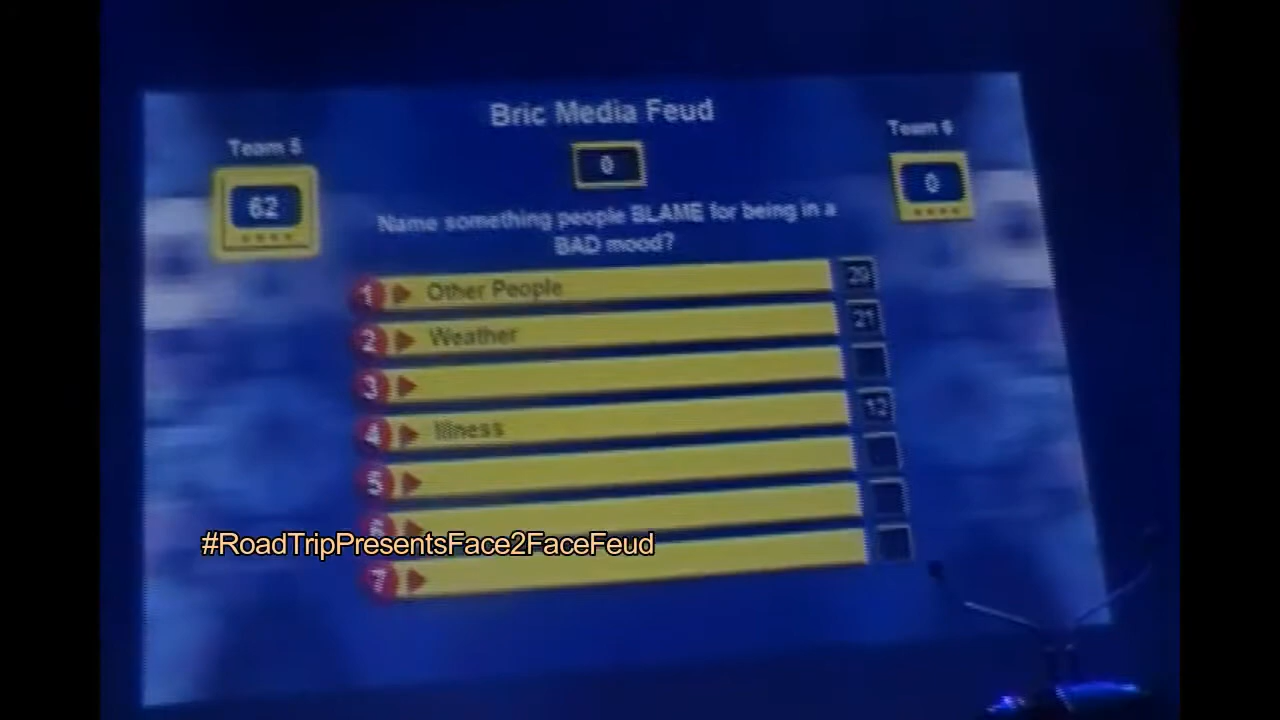 Bric Media Feud
Team 5
Team 6
62
0
0
Name something people BLAME for being in a
BAD mood?
1 Other People 29
2 Weather 21
3
4 Illness 12
5
#RoadTripPresentsFace2FaceFeud
7